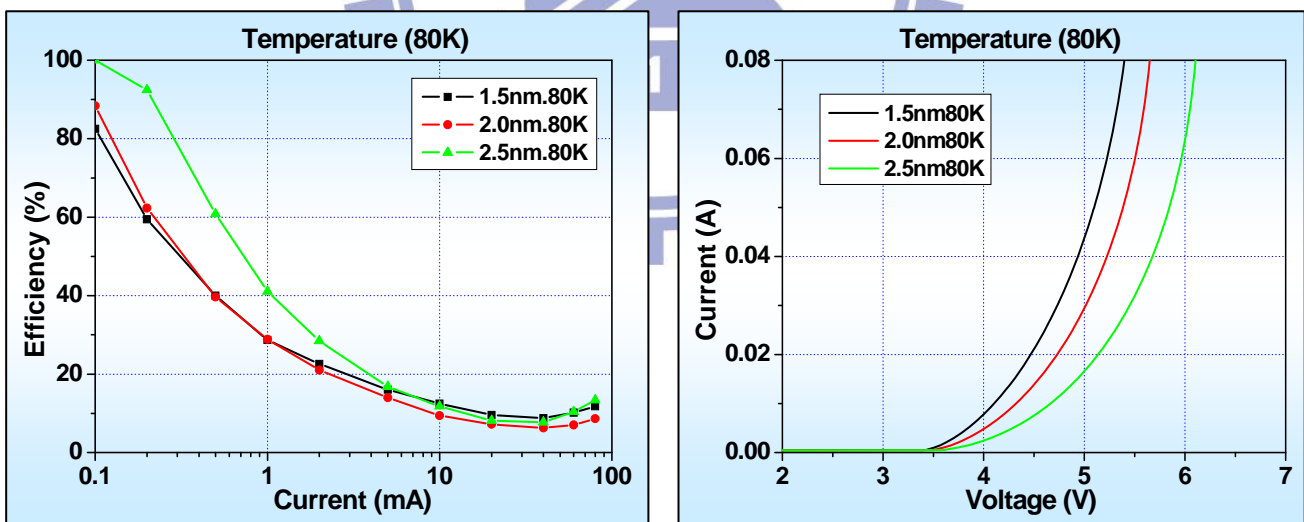 Temperature (80K)
100
80
60
40
20
0
Efficiency (%)
1.5nm.80K
2.0nm.80K
2.5nm.80K
0.1
1
10
100
Current (mA)
Temperature (80K)
0.08
0.06
0.04
0.02
0.00
Current (A)
1.5nm80K
2.0nm80K
2.5nm80K
2
3
4
5
6
7
Voltage (V)